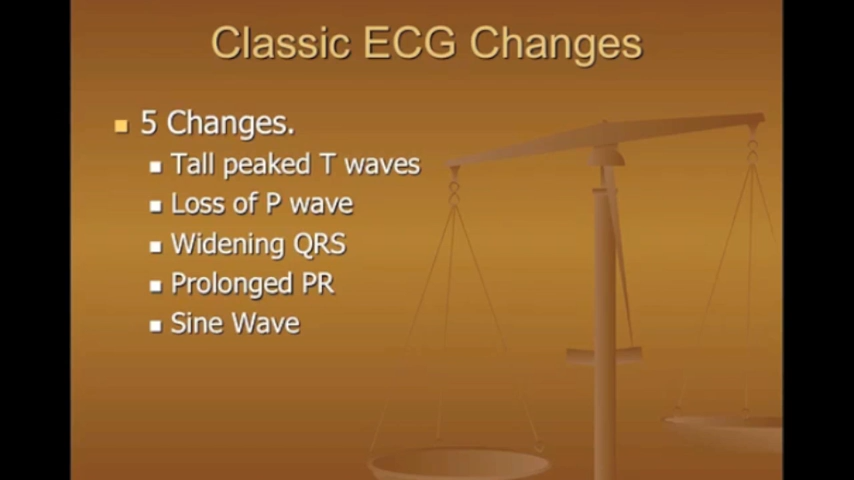 Classic ECG Changes
5 Changes.
Tall peaked T waves
Loss of P wave
Widening QRS
Prolonged PR
Sine Wave